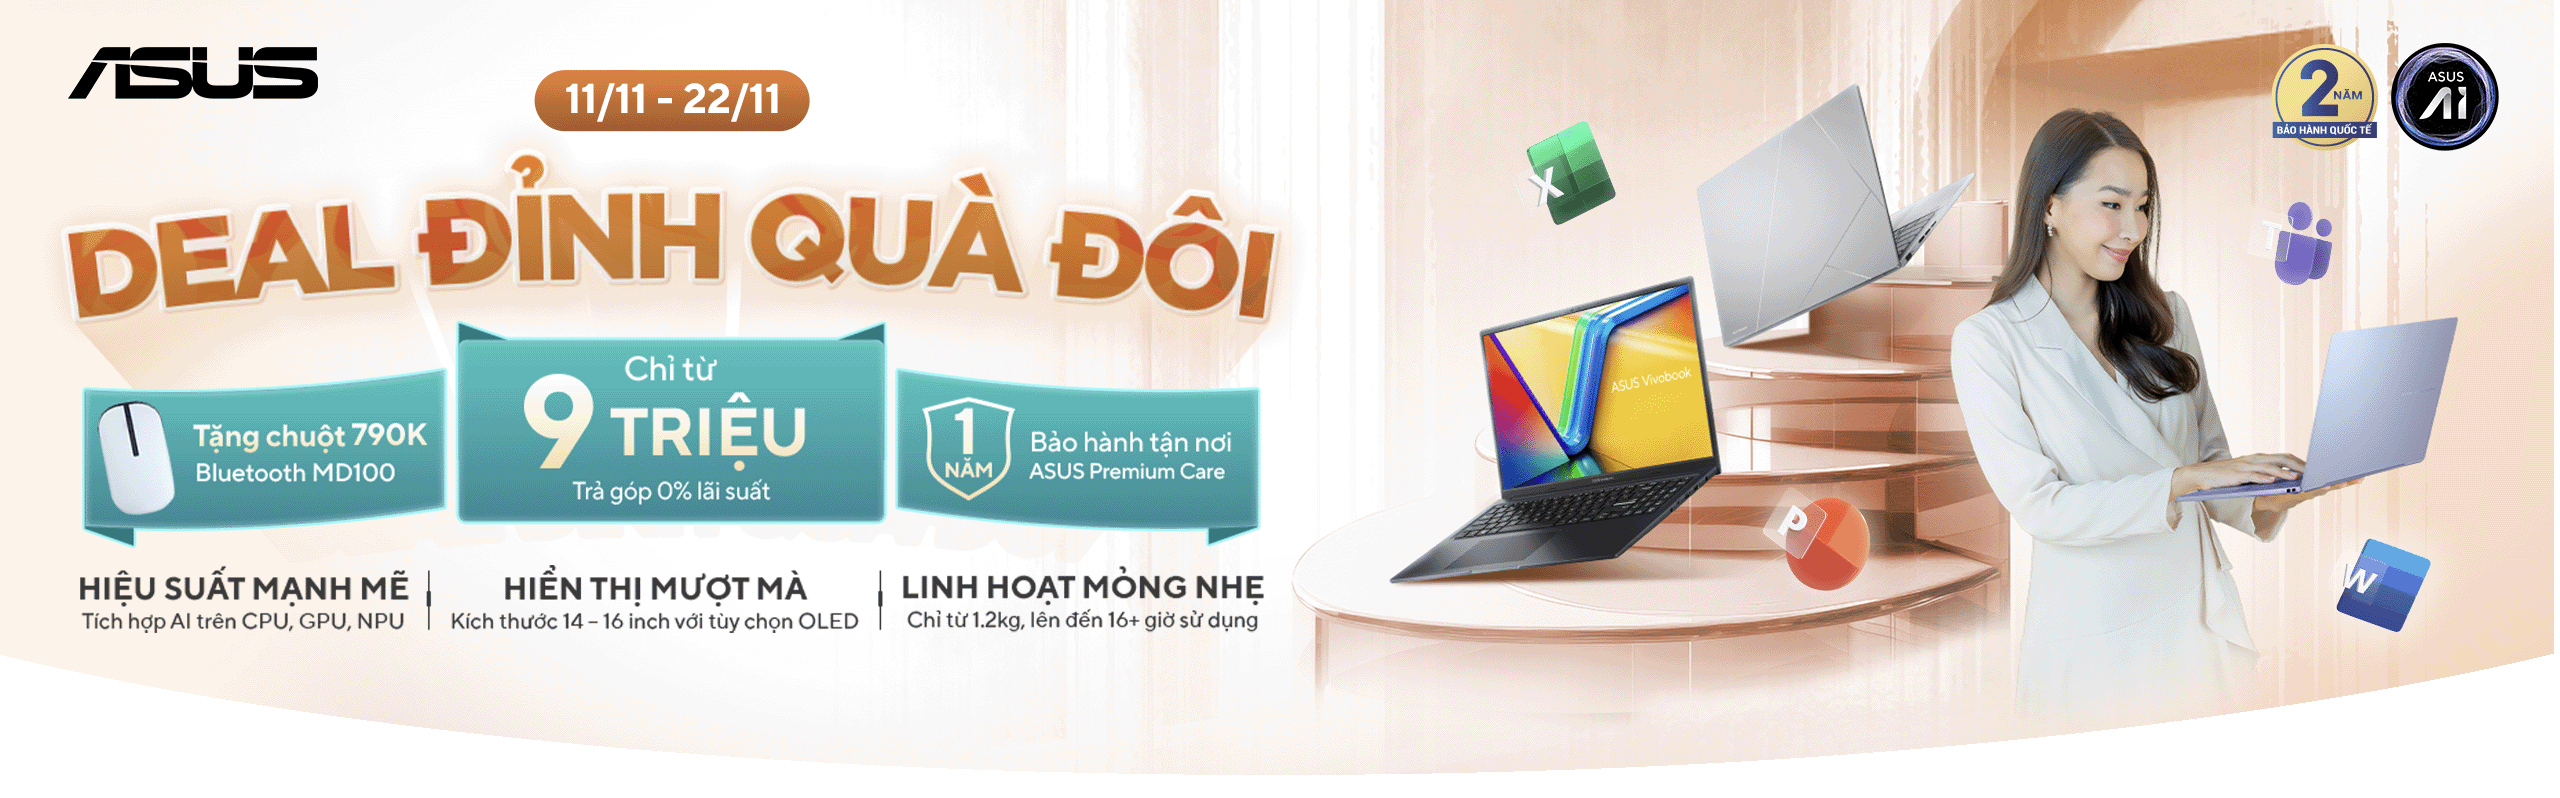 ASUS
11/11 - 22/11
DEAL ĐỈNH QUÀ ĐÔI
Tặng chuột 790K
Bluetooth MD100
Chỉ từ
9 TRIỆU
Trả góp 0% lãi suất
1
NĂM
Bảo hành tận nơi
ASUS Premium Care
HIỆU SUẤT MẠNH MẼ
Tích hợp AI trên CPU, GPU, NPU
HIỂN THỊ MƯỢT MÀ
Kích thước 14 – 16 inch với tùy chọn OLED
LINH HOẠT MỎNG NHẸ
Chỉ từ 1.2kg, lên đến 16+ giờ sử dụng
X
ASUS Vivobook
P
T
W
2 NĂM
BẢO HÀNH QUỐC TẾ
ASUS
Ai